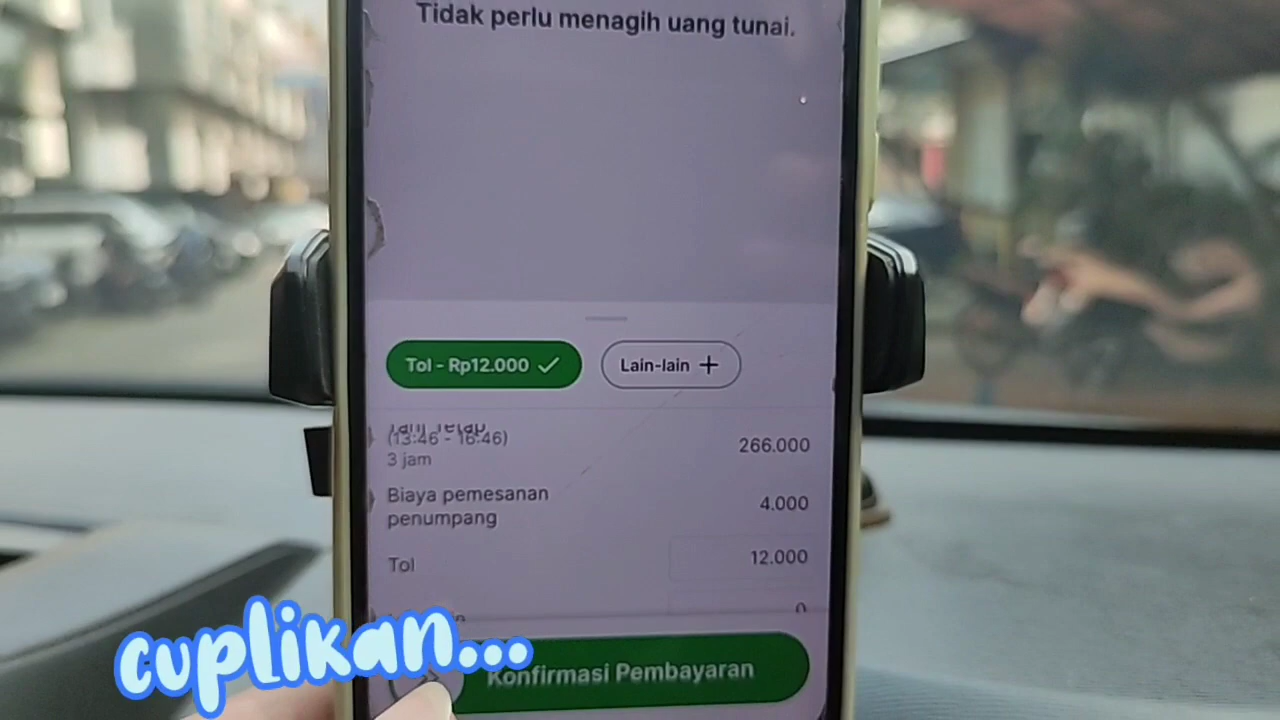 Tidak perlu menagih uang tunai.
Tol - Rp12.000
Lain-lain +
(13:46 - 16:46)
266.000
3 jam
Biaya pemesanan
penumpang
4.000
Tol
12.000
0
Konfirmasi Pembayaran
cuplikan...